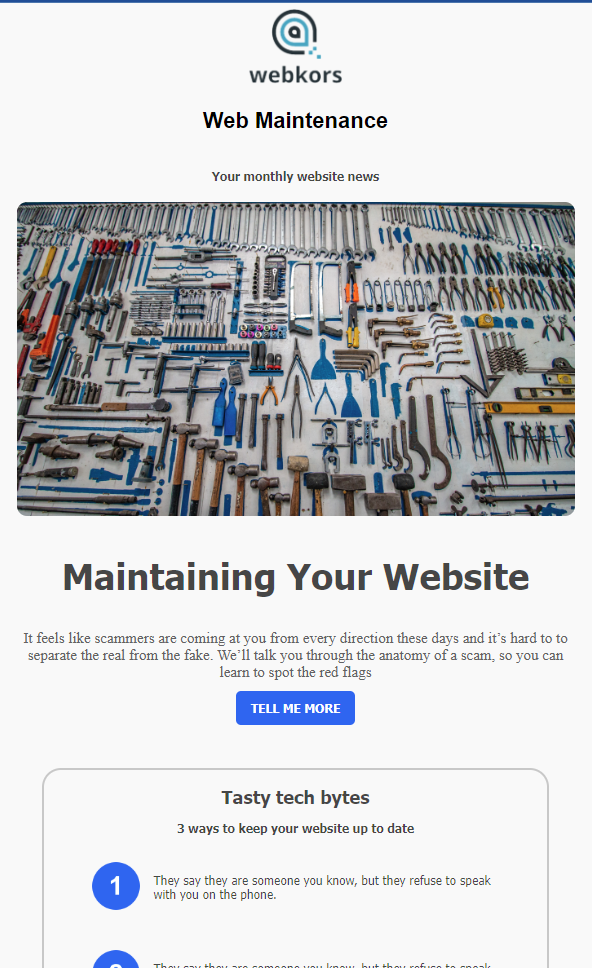 webkors
Web Maintenance
Your monthly website news
Maintaining Your Website
It feels like scammers are coming at you from every direction these days and it’s hard to to
separate the real from the fake. We’ll talk you through the anatomy of a scam, so you can
learn to spot the red flags
TELL ME MORE
Tasty tech bytes
3 ways to keep your website up to date
1
They say they are someone you know, but they refuse to speak
with you on the phone.
They say they are someone you know, but they refuse to speak